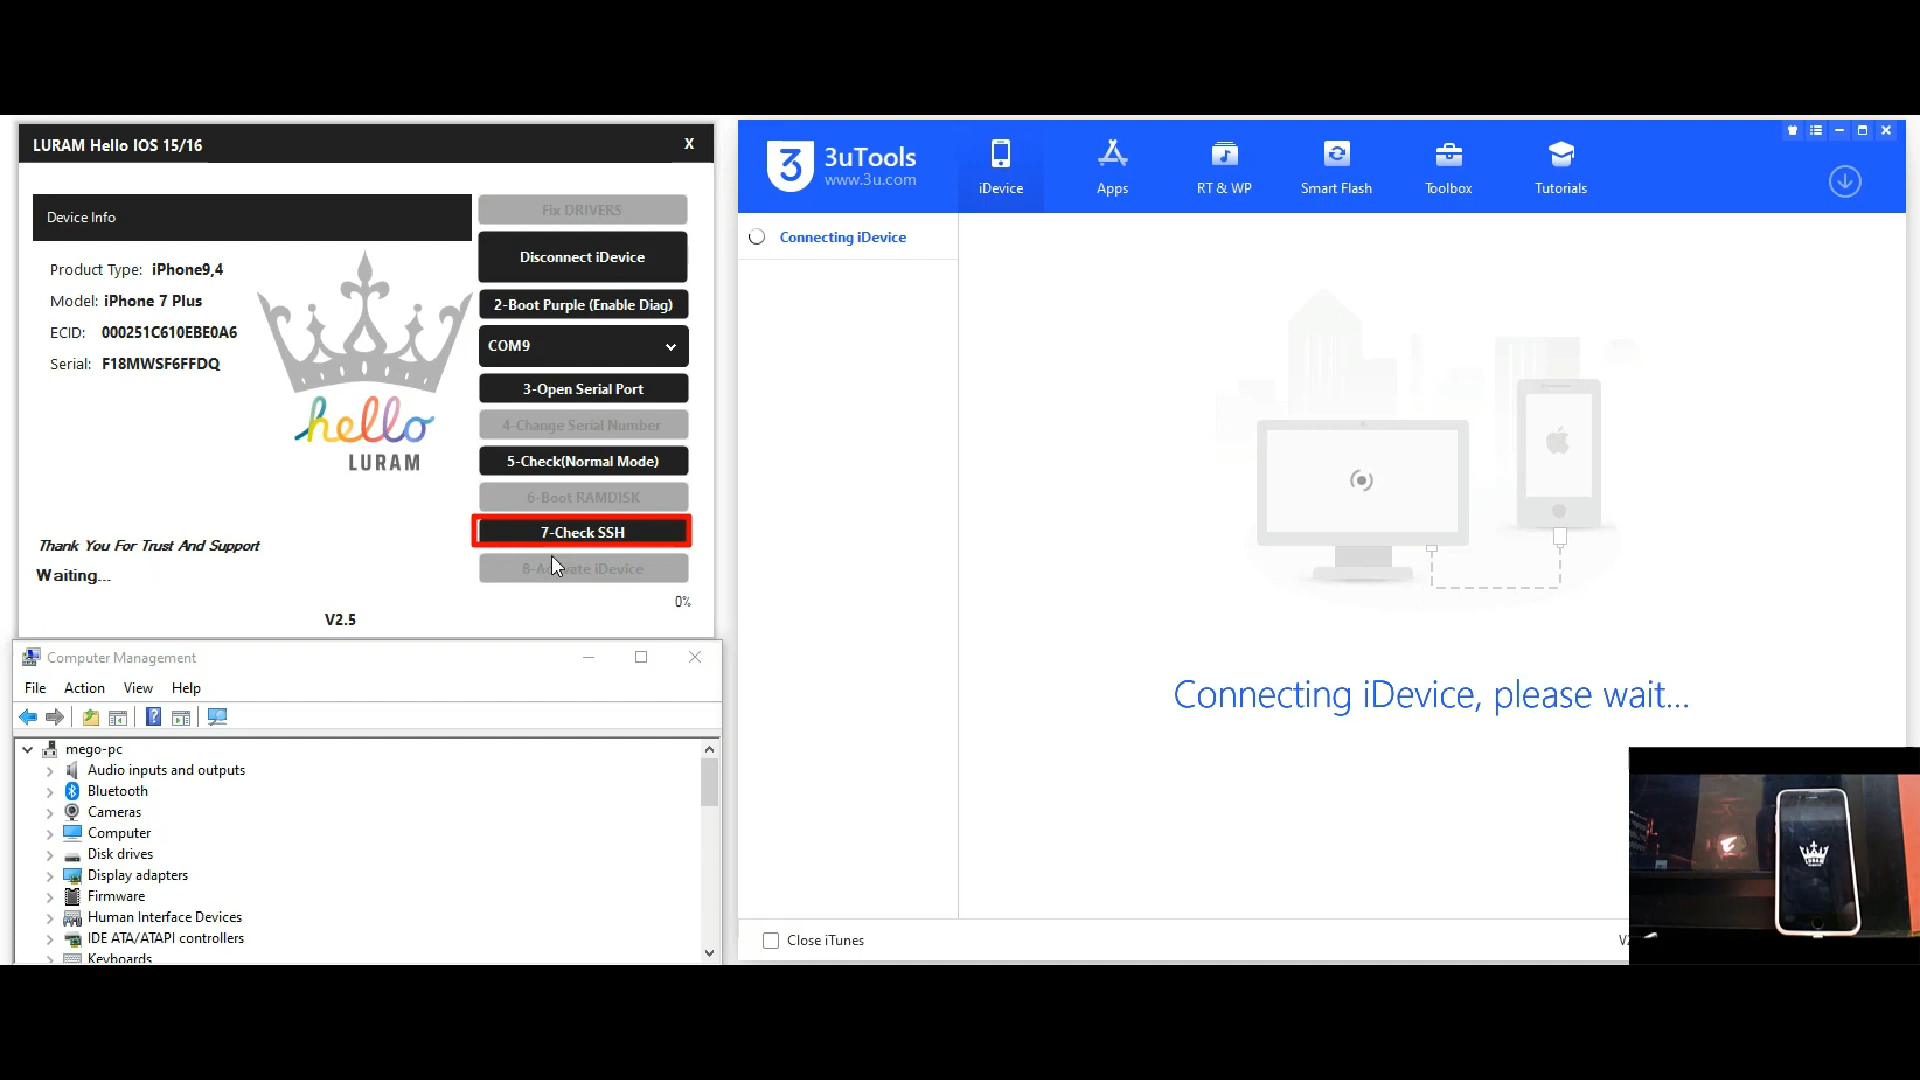 LURAM Hello IOS 15/16
X
Device Info
Product Type: iPhone9,4
Model: iPhone 7 Plus
ECID: 000251C610EBE0A6
Serial: F18MWSF6FFDQ
hello
LURAM
Thank You For Trust And Support
Waiting...
V2.5
Fix DRIVERS
Disconnect iDevice
2-Boot Purple (Enable Diag)
COM9
3-Open Serial Port
4-Change Serial Number
5-Check(Normal Mode)
6-Boot RAMDISK
7-Check SSH
8-Activate iDevice
0%
Computer Management
File Action View Help
mego-pc
Audio inputs and outputs
Bluetooth
Cameras
Computer
Disk drives
Display adapters
Firmware
Human Interface Devices
IDE ATA/ATAPI controllers
Keyboards
3 3uTools
www.3u.com
iDevice
Apps
RT & WP
Smart Flash
Toolbox
Tutorials
Connecting iDevice
Connecting iDevice, please wait...
Close iTunes